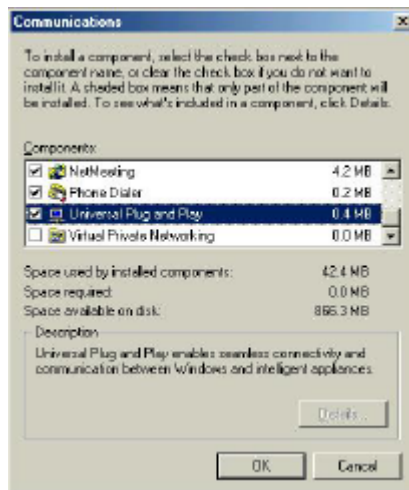 Communications
To install a component, select the check box next to the
component name, or clear the check box if you do not want to
install it. A shaded box means that only part of the component will
be installed. To see what's included in a component, click Details.
Components:
NetMeeting 4.2 MB
Phone Dialer 0.2 MB
Universal Plug and Play 0.4 MB
Virtual Private Networking 0.0 MB
Space used by installed components: 42.4 MB
Space required: 0.0 MB
Space available on disk: 866.3 MB
Description
Universal Plug and Play enables seamless connectivity and
communication between Windows and intelligent appliances.
Details...
OK Cancel